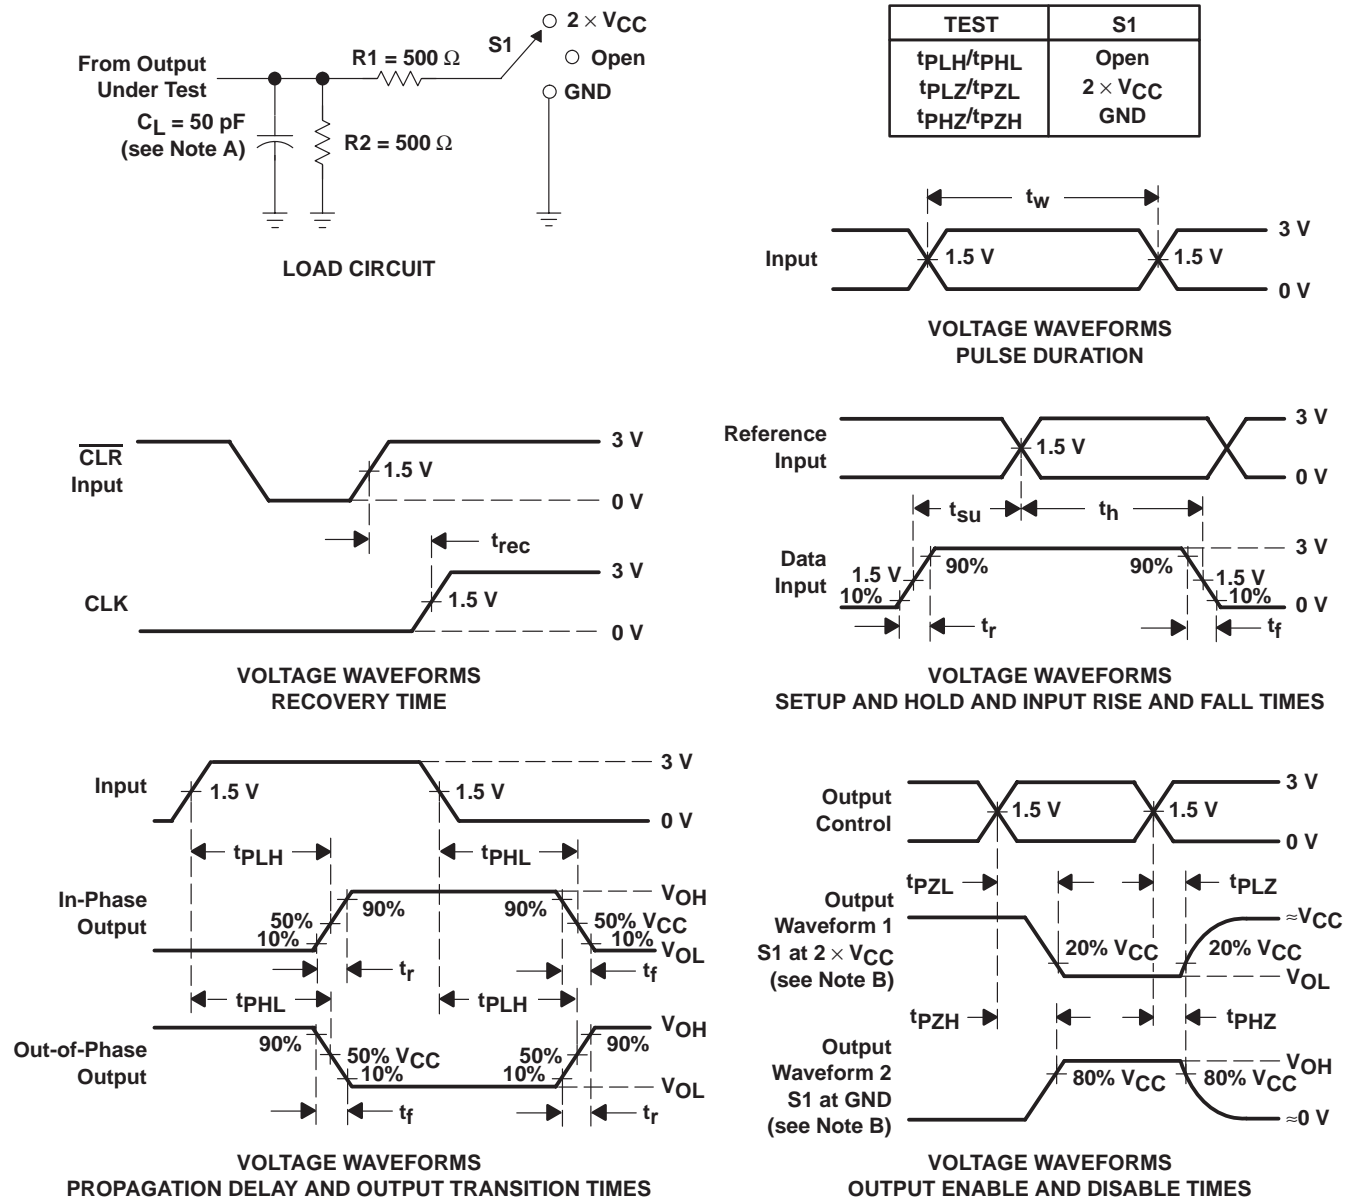 From Output
Under Test
CL = 50 pF
(see Note A)
R1 = 500 Ω
R2 = 500 Ω
S1
2 × VCC
Open
GND
LOAD CIRCUIT
TEST S1
tPLH/tPHL Open
tPLZ/tPZL 2 × VCC
tPHZ/tPZH GND
tw
Input
1.5 V
1.5 V
3 V
0 V
VOLTAGE WAVEFORMS
PULSE DURATION
CLR
Input
1.5 V
3 V
0 V
trec
CLK
1.5 V
3 V
0 V
VOLTAGE WAVEFORMS
RECOVERY TIME
Reference
Input
1.5 V
3 V
0 V
tsu
th
Data
Input
1.5 V
10%
90%
90%
1.5 V
10%
3 V
0 V
tr
tf
VOLTAGE WAVEFORMS
SETUP AND HOLD AND INPUT RISE AND FALL TIMES
Input
1.5 V
1.5 V
3 V
0 V
tPLH
tPHL
In-Phase
Output
50%
10%
90%
90%
50% VCC
10%
VOH
VOL
tr
tf
tPHL
tPLH
Out-of-Phase
Output
90%
50% VCC
10%
50%
10%
90%
VOH
VOL
tf
tr
VOLTAGE WAVEFORMS
PROPAGATION DELAY AND OUTPUT TRANSITION TIMES
Output
Control
1.5 V
1.5 V
3 V
0 V
tPZL
tPLZ
Output
Waveform 1
S1 at 2 × VCC
(see Note B)
20% VCC
20% VCC
≈VCC
VOL
tPZH
tPHZ
Output
Waveform 2
S1 at GND
(see Note B)
80% VCC
80% VCC
VOH
≈0 V
VOLTAGE WAVEFORMS
OUTPUT ENABLE AND DISABLE TIMES